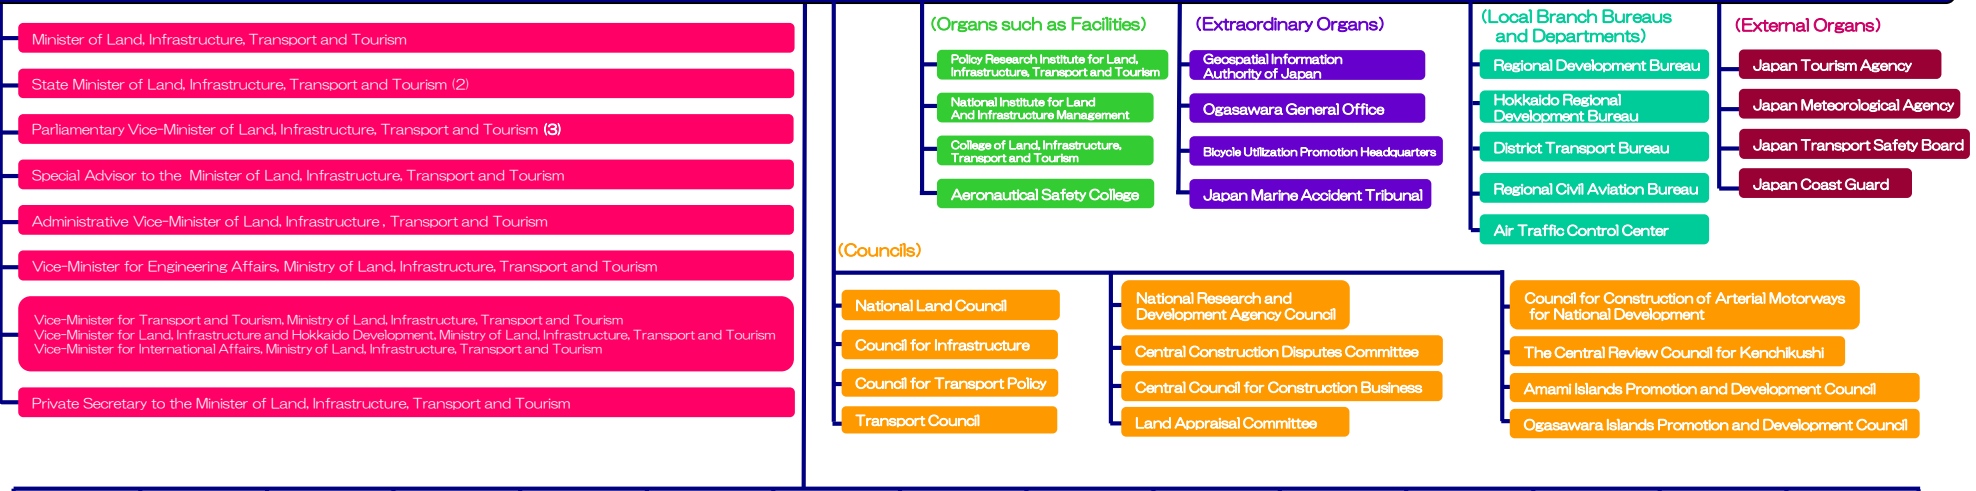 Minister of Land, Infrastructure, Transport and Tourism
State Minister of Land, Infrastructure, Transport and Tourism (2)
Parliamentary Vice-Minister of Land, Infrastructure, Transport and Tourism (3)
Special Advisor to the Minister of Land, Infrastructure, Transport and Tourism
Administrative Vice-Minister of Land, Infrastructure , Transport and Tourism
Vice-Minister for Engineering Affairs, Ministry of Land, Infrastructure, Transport and Tourism
Vice-Minister for Transport and Tourism, Ministry of Land, Infrastructure, Transport and Tourism
Vice-Minister for Land, Infrastructure and Hokkaido Development, Ministry of Land, Infrastructure, Transport and Tourism
Vice-Minister for International Affairs, Ministry of Land, Infrastructure, Transport and Tourism
Private Secretary to the Minister of Land, Infrastructure, Transport and Tourism
(Organs such as Facilities)
Policy Research Institute for Land,
Infrastructure, Transport and Tourism
National Institute for Land
And Infrastructure Management
College of Land, Infrastructure,
Transport and Tourism
Aeronautical Safety College
(Extraordinary Organs)
Geospatial Information
Authority of Japan
Ogasawara General Office
Bicycle Utilization Promotion Headquarters
Japan Marine Accident Tribunal
(Local Branch Bureaus
and Departments)
Regional Development Bureau
Hokkaido Regional
Development Bureau
District Transport Bureau
Regional Civil Aviation Bureau
Air Traffic Control Center
(External Organs)
Japan Tourism Agency
Japan Meteorological Agency
Japan Transport Safety Board
Japan Coast Guard
(Councils)
National Land Council
Council for Infrastructure
Council for Transport Policy
Transport Council
National Research and
Development Agency Council
Central Construction Disputes Committee
Central Council for Construction Business
Land Appraisal Committee
Council for Construction of Arterial Motorways
for National Development
The Central Review Council for Kenchikushi
Amami Islands Promotion and Development Council
Ogasawara Islands Promotion and Development Council